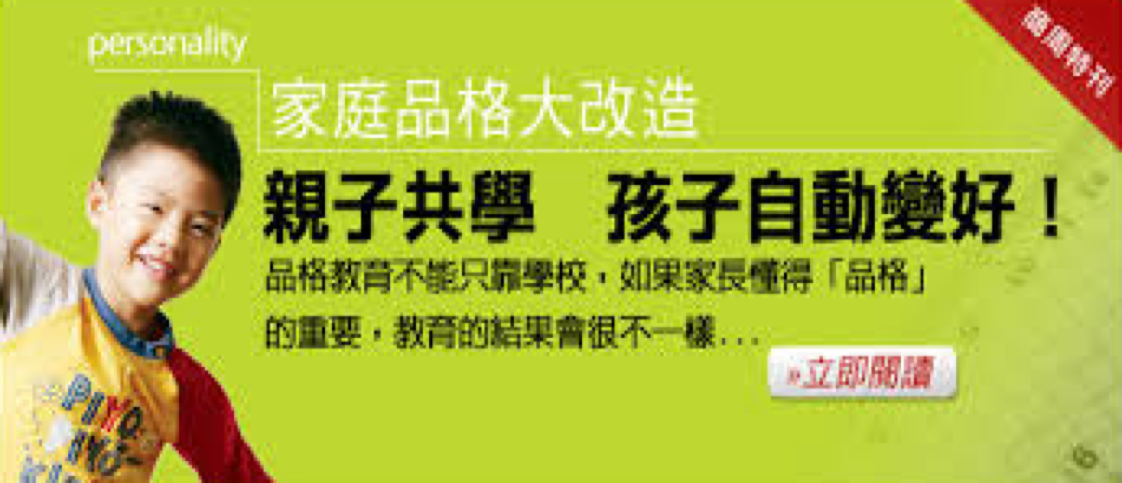 personality
商周特刊
家庭品格大改造
親子共學　孩子自動變好！
品格教育不能只靠學校，如果家長懂得「品格」
的重要，教育的結果會很不一樣...
»立即閱讀
PIYO